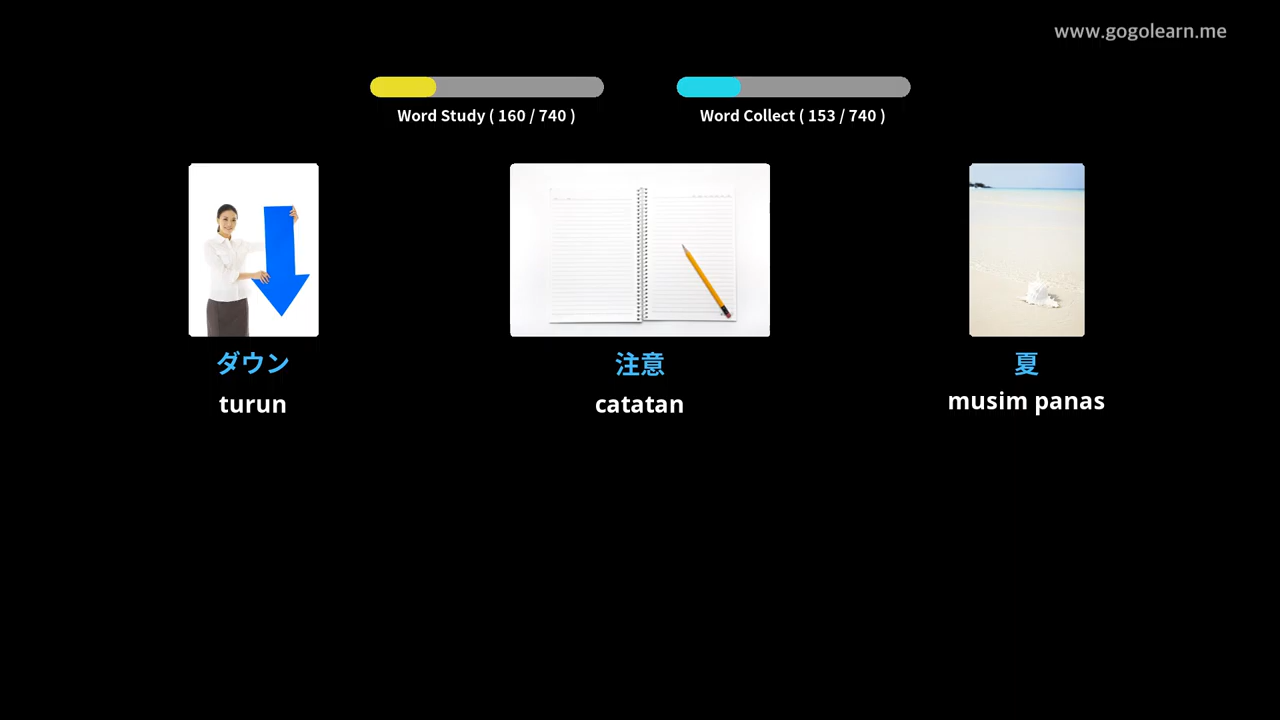 www.gogolearn.me
Word Study ( 160 / 740 )
Word Collect ( 153 / 740 )
ダウン
turun
注意
catatan
夏
musim panas